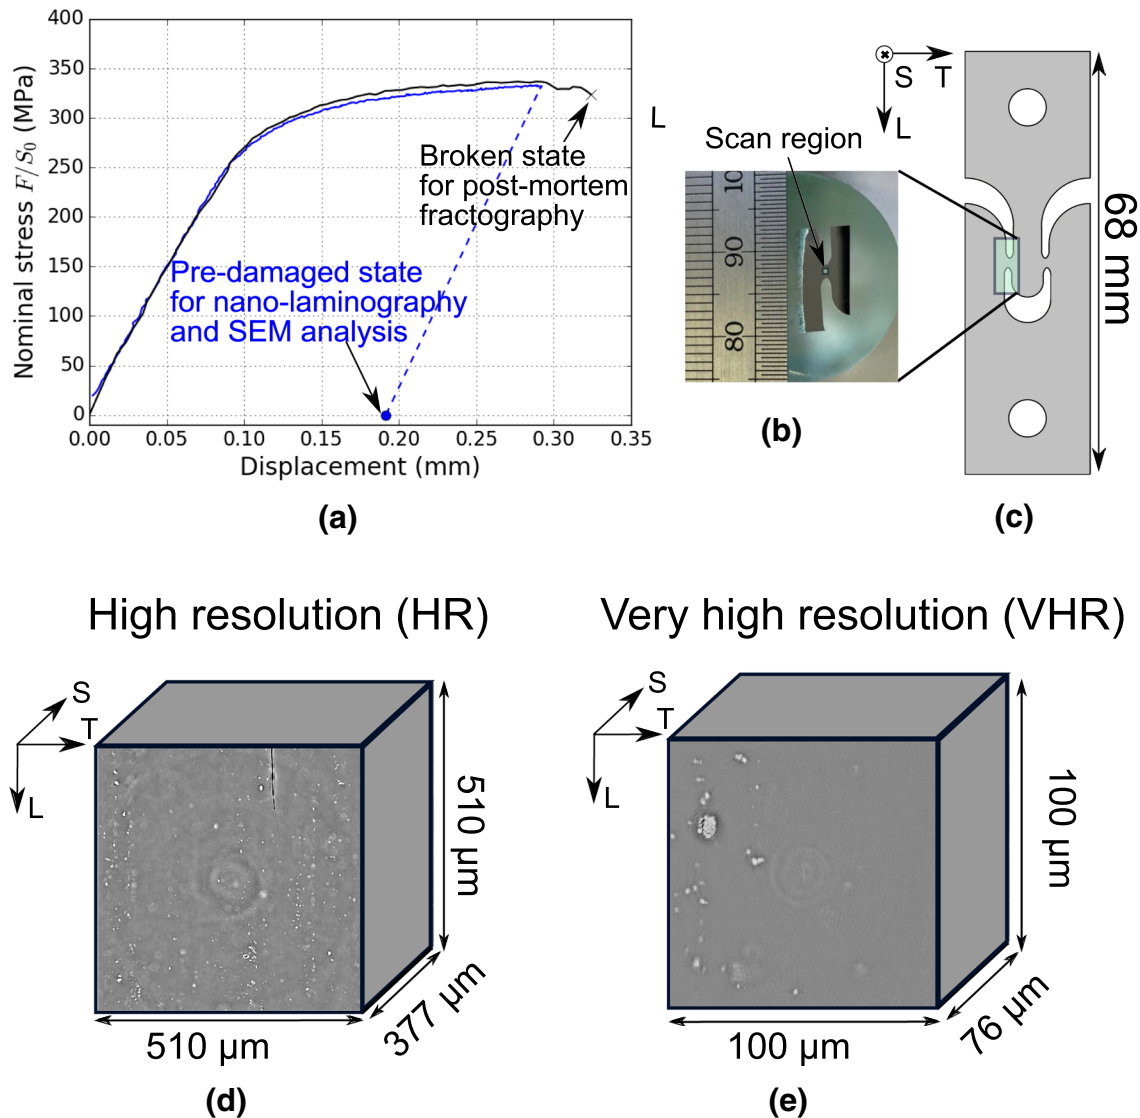 400
350
300
250
200
150
100
50
0
Nominal stress F/S₀ (MPa)
0.00 0.05 0.10 0.15 0.20 0.25 0.30 0.35
Displacement (mm)
Broken state
for post-mortem
fractography
Pre-damaged state
for nano-laminography
and SEM analysis
(a)
L
Scan region
10
90
80
(b)
S T
L
68 mm
(c)
High resolution (HR)
S
T
L
510 µm
377 µm
510 µm
(d)
Very high resolution (VHR)
S
T
L
100 µm
76 µm
100 µm
(e)